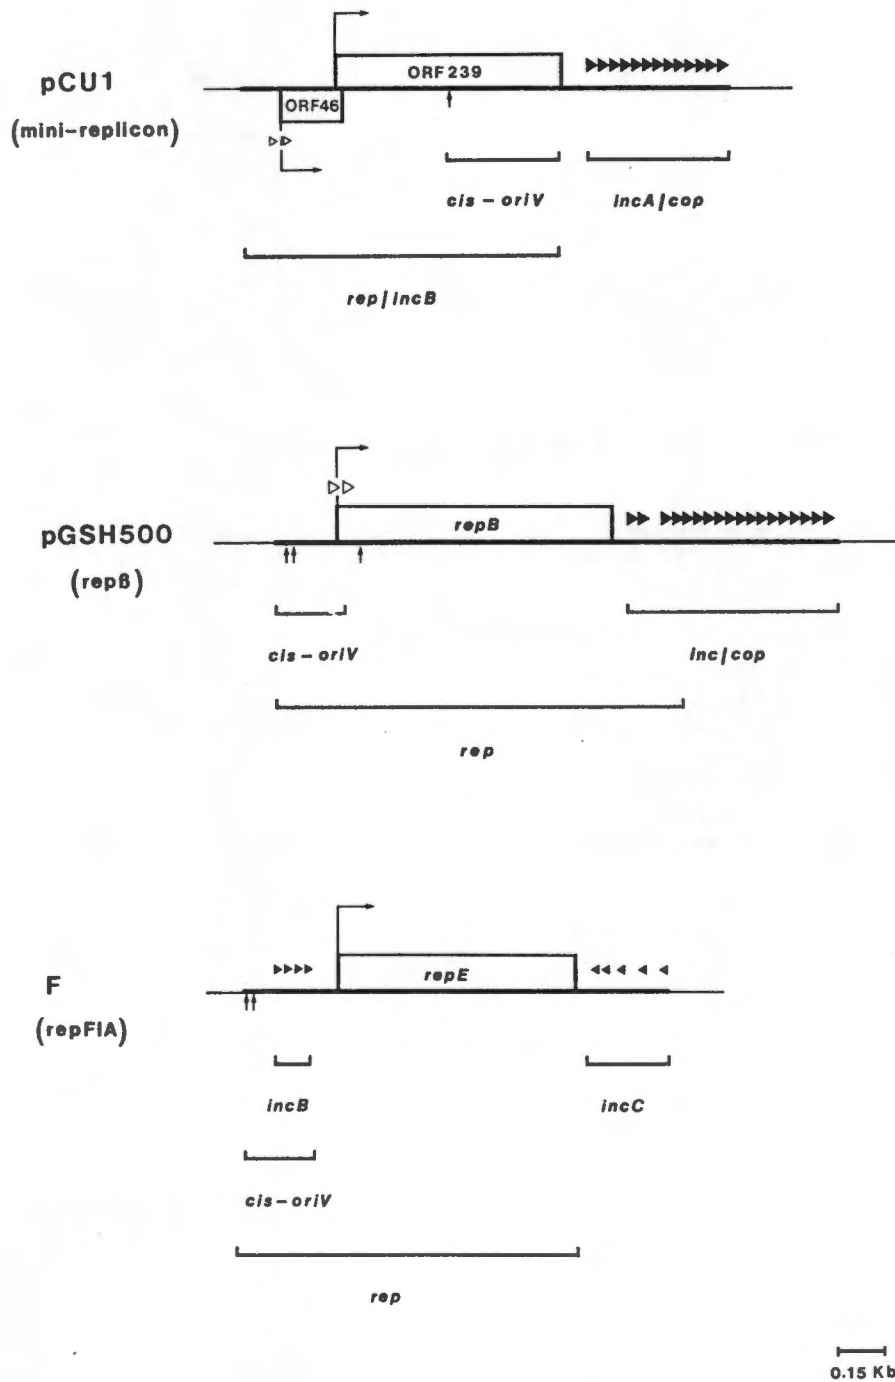 pCU1
(mini-replicon)
ORF239
ORF46
cis-oriV
incA/cop
rep/incB
pGSH500
(repB)
repB
cis-oriV
inc/cop
rep
F
(repFIA)
repE
incB
incC
cis-oriV
rep
0.15 Kb